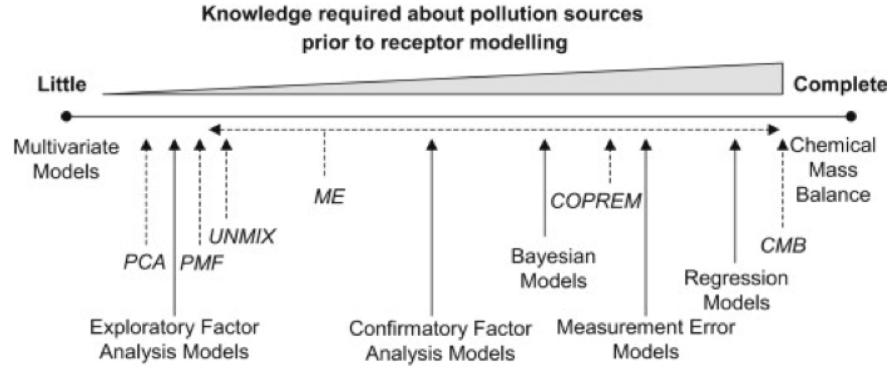 Knowledge required about pollution sources
prior to receptor modelling
Little
Complete
Multivariate
Models
Chemical
Mass
Balance
ME
COPREM
UNMIX
CMB
PCA
PMF
Bayesian
Models
Regression
Models
Exploratory Factor
Analysis Models
Confirmatory Factor
Analysis Models
Measurement Error
Models